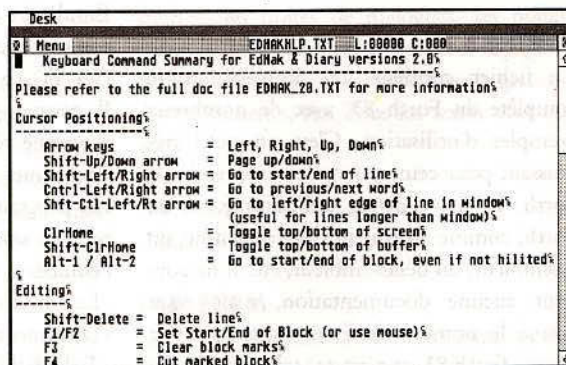 Desk
Menu EDHAKHLP.TXT L:00000 C:000
Keyboard Command Summary for EdHak & Diary versions 2.0
Please refer to the full doc file EDHAK_20.TXT for more information
Cursor Positioning
Arrow keys = Left, Right, Up, Down
Shift-Up/Down arrow = Page up/down
Shift-Left/Right arrow = Go to start/end of line
Cntrl-Left/Right arrow = Go to previous/next word
Shft-Ctl-Left/Rt arrow = Go to left/right edge of line in window
(useful for lines longer than window)
ClrHome = Toggle top/bottom of screen
Shift-ClrHome = Toggle top/bottom of buffer
Alt-1 / Alt-2 = Go to start/end of block, even if not hilited
Editing
Shift-Delete = Delete line
F1/F2 = Set Start/End of Block (or use mouse)
F3 = Clear block marks
F4 = Cut marked block